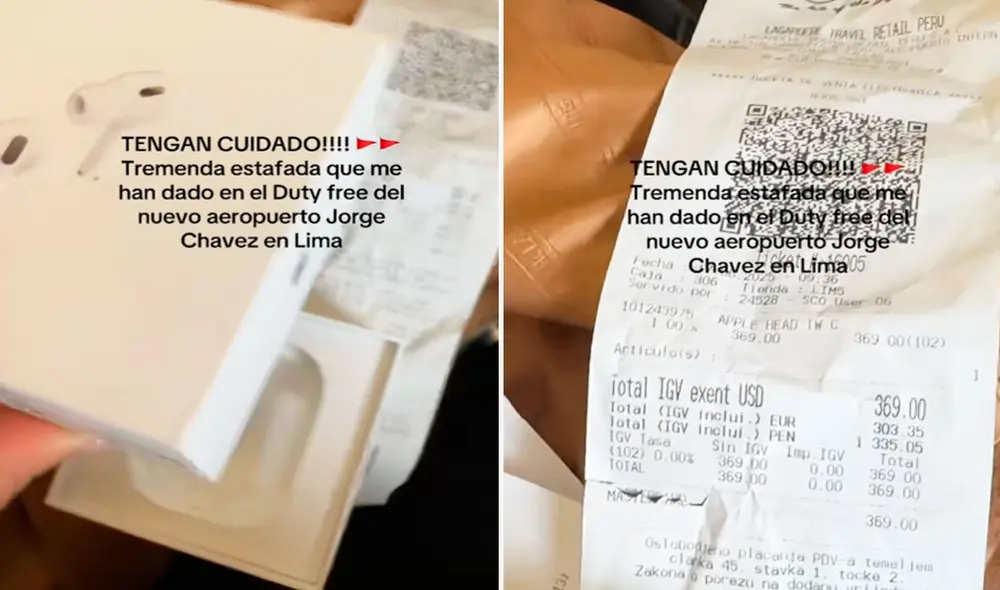 TENGAN CUIDADO!!!! 🚩🚩
Tremenda estafada que me
han dado en el Duty free del
nuevo aeropuerto Jorge
Chavez en Lima
LAGARDERE TRAVEL RETAIL PERU
TENGAN CUIDADO!!!! 🚩🚩
Tremenda estafada que me
han dado en el Duty free del
nuevo aeropuerto Jorge
Chavez en Lima
Fecha 2025 - 09:36
Caja : 306 Tienda : LIM5
Servido por : 24528 - SCO User 06
101243975 APPLE HEAD TW C
1.00 x 369.00 369 00(102)
Artículo(s) : 1
Total IGV exent USD 369.00
Total (IGV inclui.) EUR 303.35
Total (IGV inclui.) PEN 1 335.05
IGV Tasa Sin IGV Imp.IGV Total
(102) 0.00% 369.00 0.00 369.00
TOTAL 369.00 0.00 369.00
369.00
Oslobodjeno placanja PDV-a temeljem
clanka 45. stavka 1. tocke 2.
Zakona o porezu na dodanu